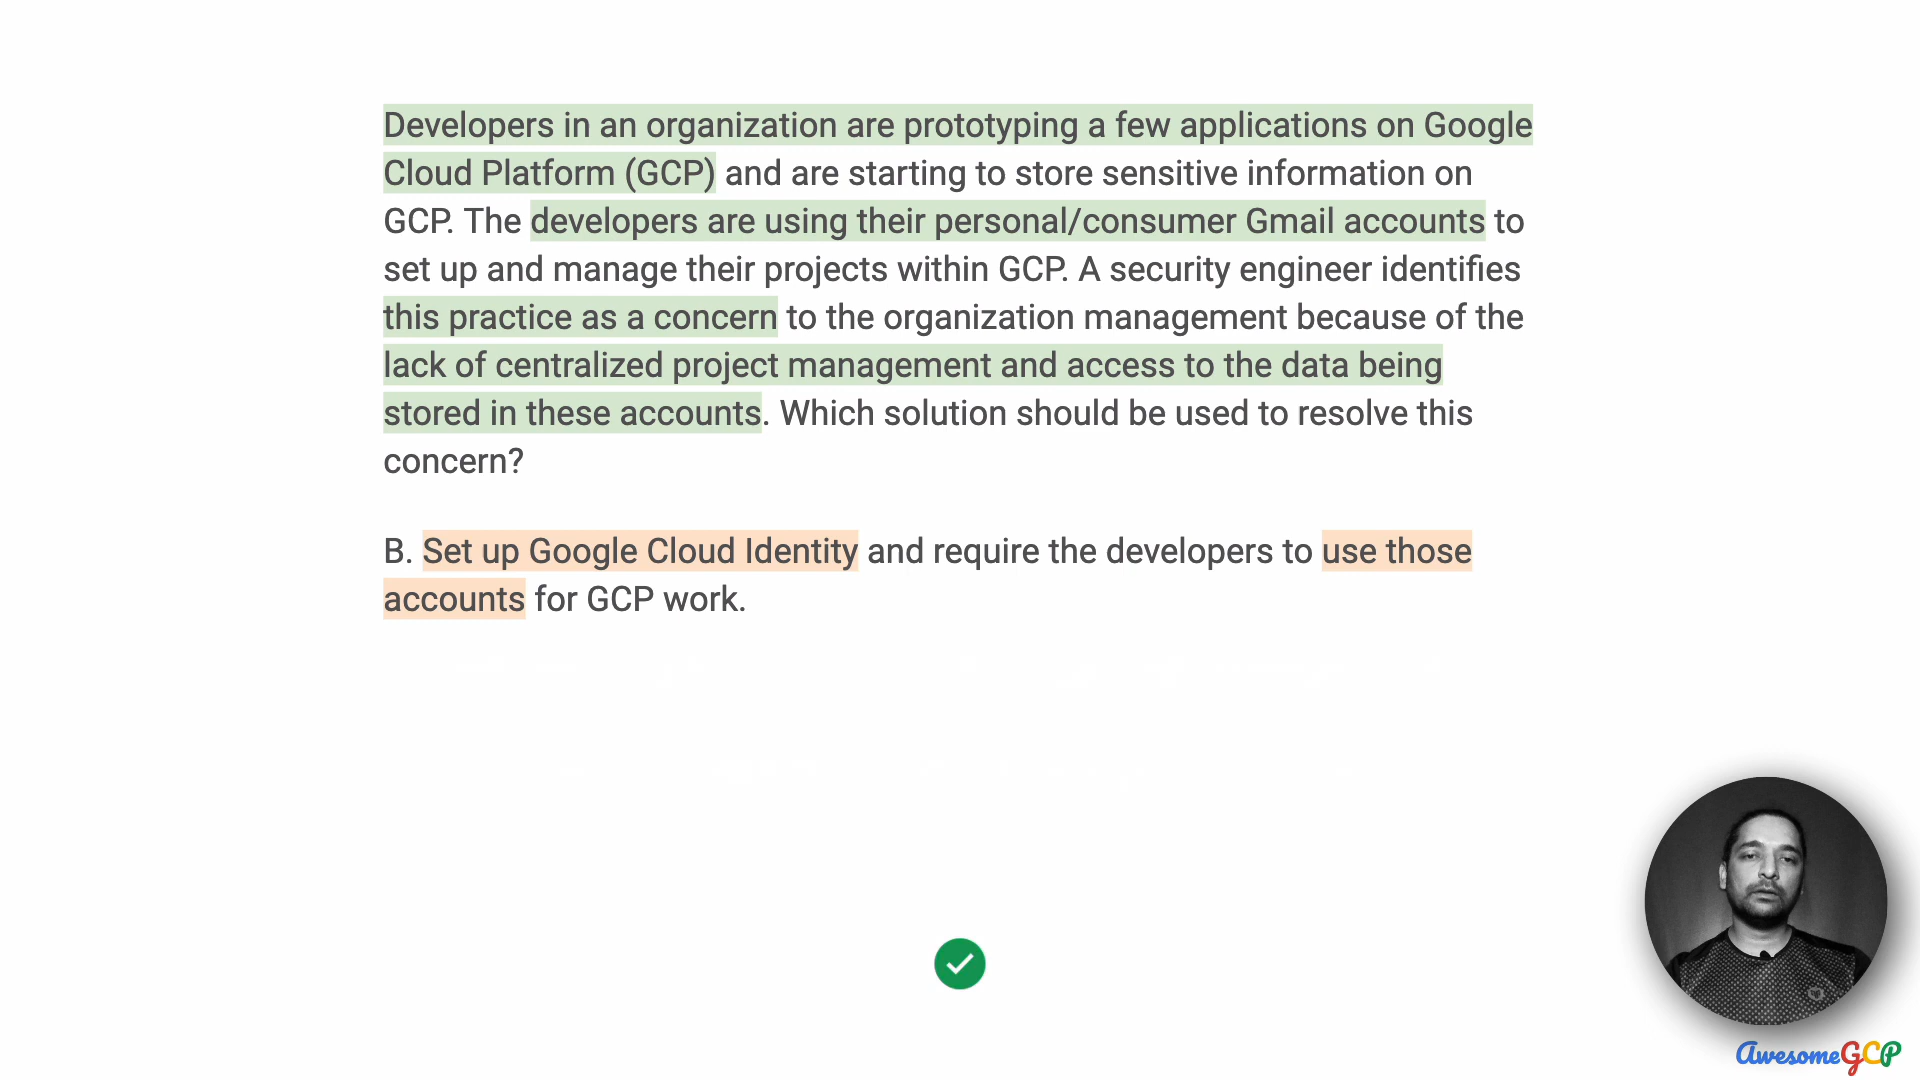 Developers in an organization are prototyping a few applications on Google
Cloud Platform (GCP) and are starting to store sensitive information on
GCP. The developers are using their personal/consumer Gmail accounts to
set up and manage their projects within GCP. A security engineer identifies
this practice as a concern to the organization management because of the
lack of centralized project management and access to the data being
stored in these accounts. Which solution should be used to resolve this
concern?
B. Set up Google Cloud Identity and require the developers to use those
accounts for GCP work.
AwesomeGCP